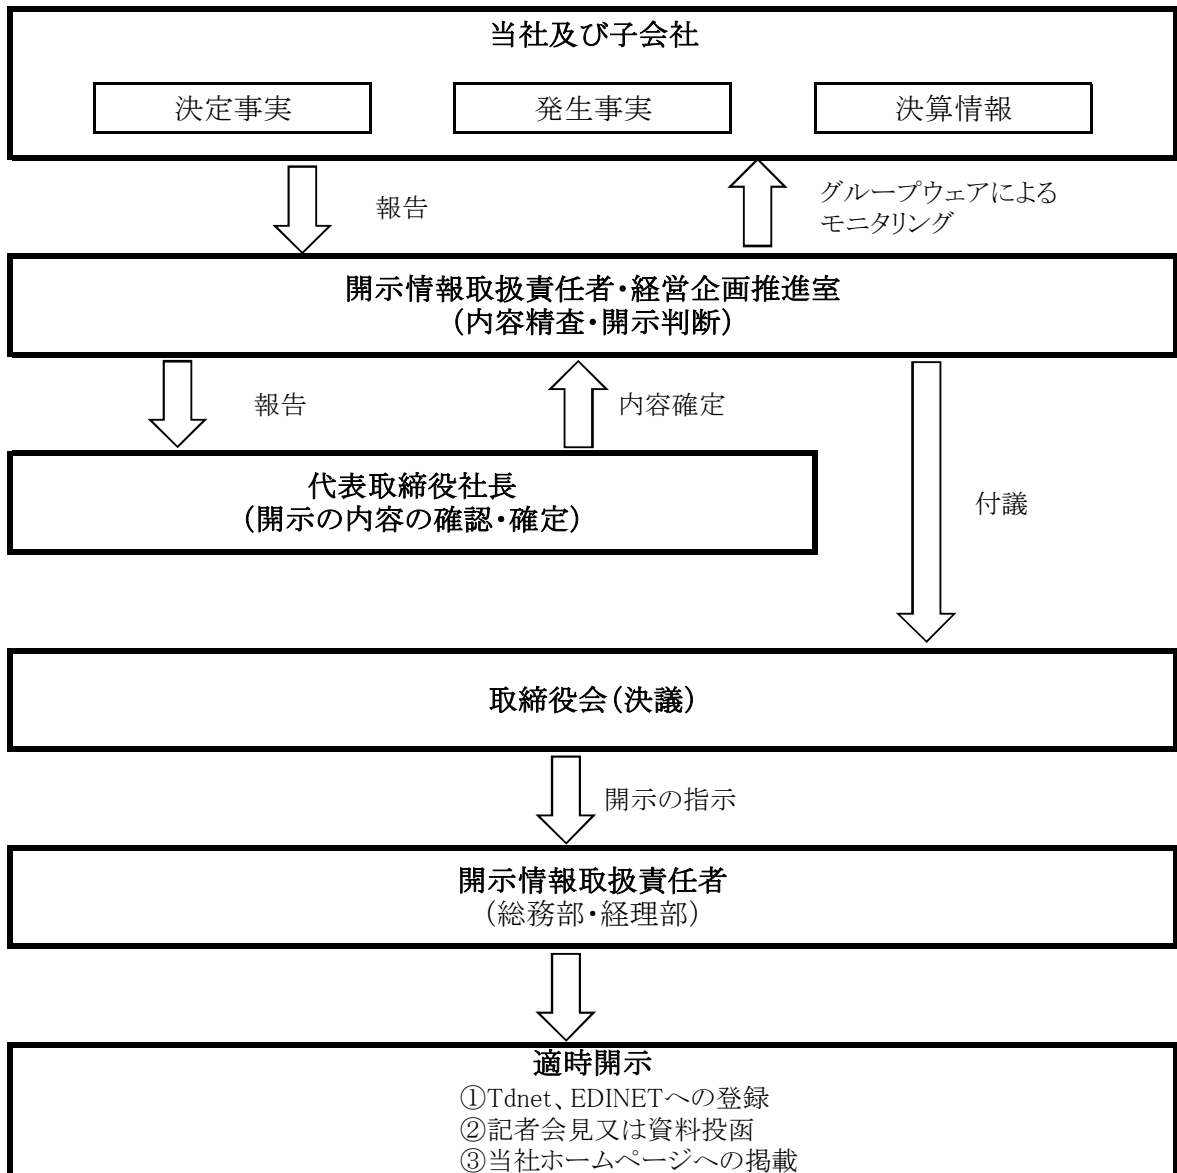 当社及び子会社
決定事実
発生事実
決算情報
報告
グループウェアによる
モニタリング
開示情報取扱責任者・経営企画推進室
(内容精査・開示判断)
報告
内容確定
代表取締役社長
(開示の内容の確認・確定)
付議
取締役会(決議)
開示の指示
開示情報取扱責任者
(総務部・経理部)
適時開示
①Tdnet、EDINETへの登録
②記者会見又は資料投函
③当社ホームページへの掲載